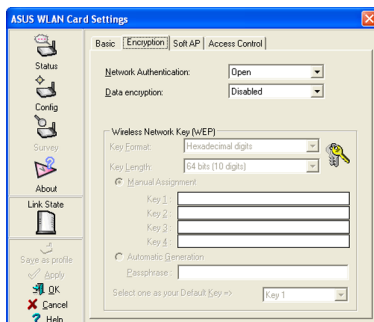 ASUS WLAN Card Settings
Status
Config
Survey
About
Link State
Save as profile
Apply
OK
Cancel
Help
Basic Encryption Soft AP Access Control
Network Authentication: Open
Data encryption: Disabled
Wireless Network Key (WEP)
Key Format: Hexadecimal digits
Key Length: 64 bits (10 digits)
Manual Assignment
Key 1 :
Key 2 :
Key 3 :
Key 4 :
Automatic Generation
Passphrase :
Select one as your Default Key => Key 1